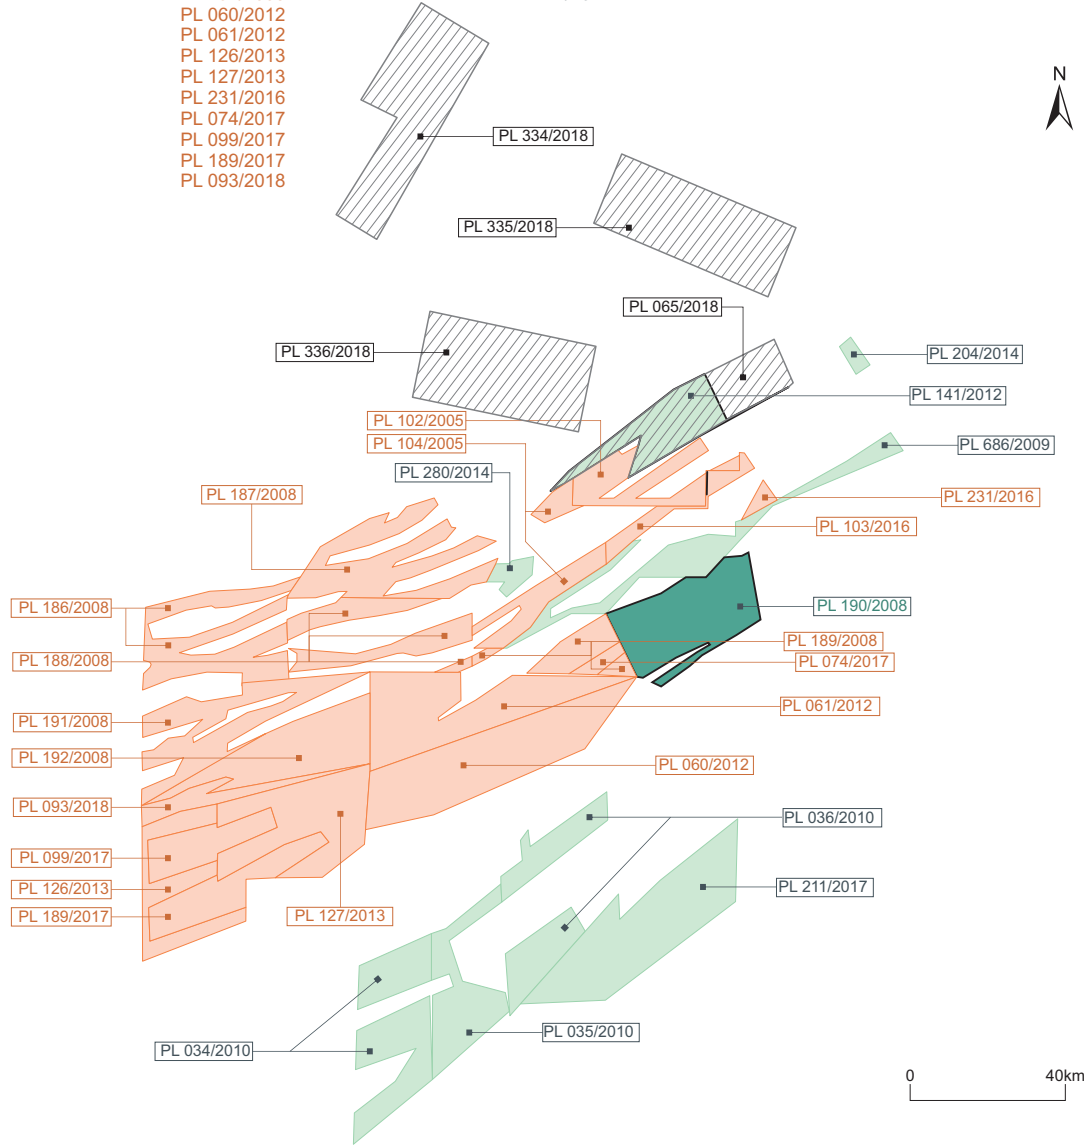 PL 060/2012
PL 061/2012
PL 126/2013
PL 127/2013
PL 231/2016
PL 074/2017
PL 099/2017
PL 189/2017
PL 093/2018
N
PL 334/2018
PL 335/2018
PL 065/2018
PL 336/2018
PL 204/2014
PL 141/2012
PL 102/2005
PL 104/2005
PL 686/2009
PL 280/2014
PL 187/2008
PL 231/2016
PL 103/2016
PL 186/2008
PL 190/2008
PL 189/2008
PL 188/2008
PL 074/2017
PL 061/2012
PL 191/2008
PL 192/2008
PL 060/2012
PL 093/2018
PL 036/2010
PL 099/2017
PL 126/2013
PL 211/2017
PL 189/2017
PL 127/2013
PL 035/2010
PL 034/2010
0 40km